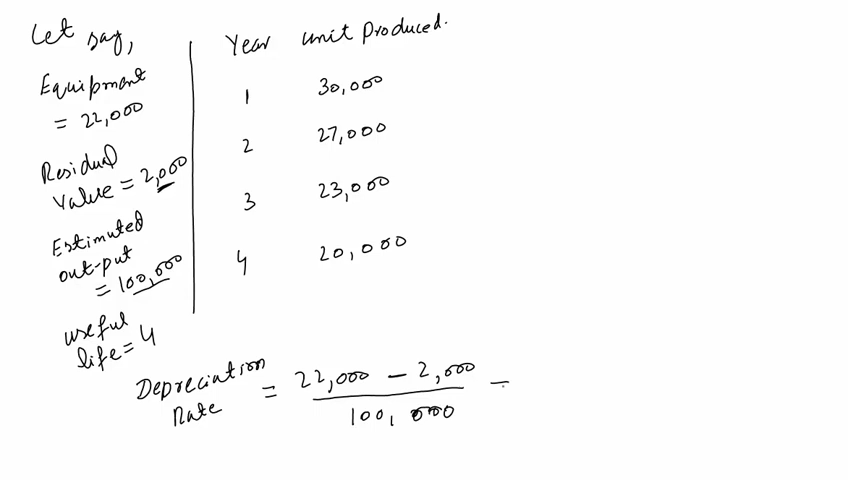 Let say,
Equipment
= 22,000
Residual
Value = 2,000
Estimated
out-put
= 100,000
useful
life = 4
Year unit Produced.
1 30,000
2 27,000
3 23,000
4 20,000
Depreciation
Rate
= 22,000 - 2,000 =
100,000